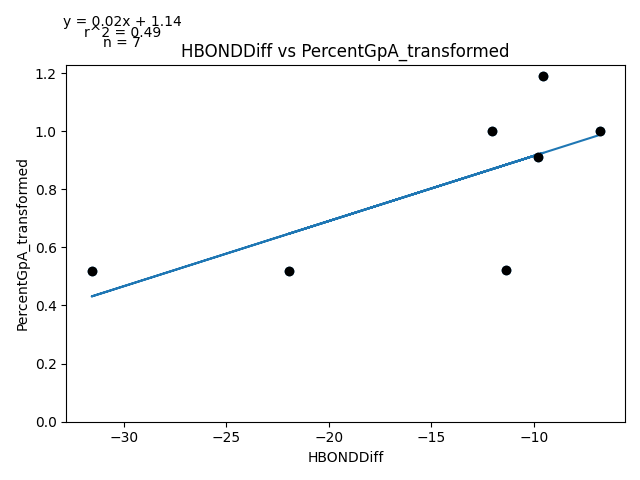 y = 0.02x + 1.14
r^2 = 0.49
n = 7
HBONDDiff vs PercentGpA_transformed
1.2
1.0
0.8
0.6
0.4
0.2
0.0
PercentGpA_transformed
−30
−25
−20
−15
−10
HBONDDiff